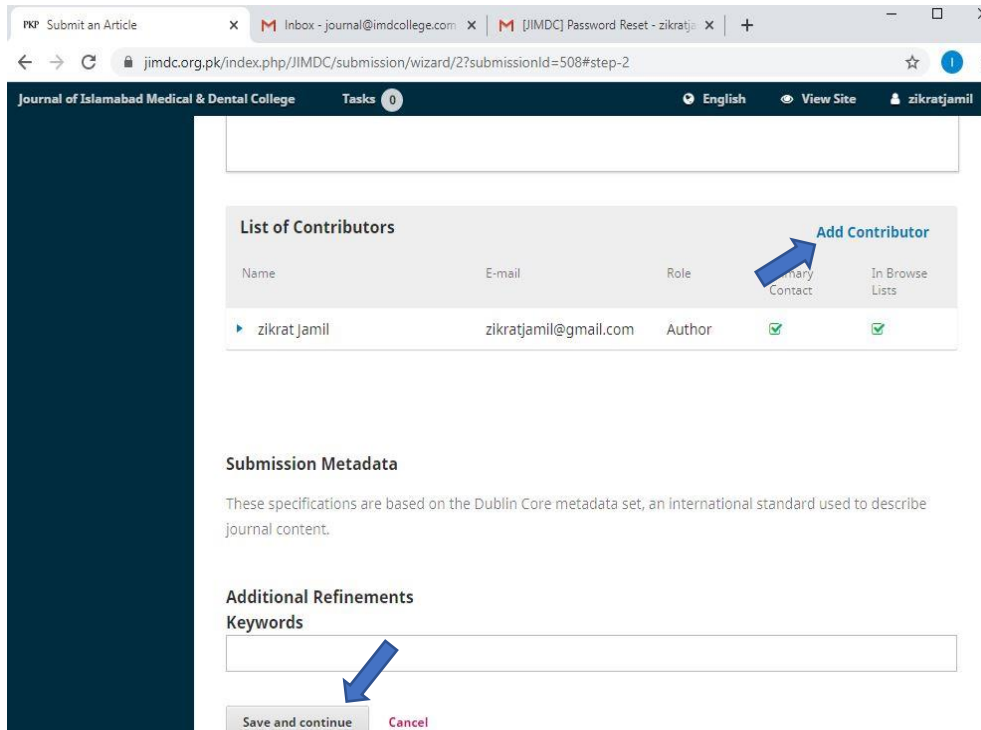 PKP Submit an Article Inbox - journal@imdcollege.com [JIMDC] Password Reset - zikratja
jimdc.org.pk/index.php/JIMDC/submission/wizard/2?submissionId=508#step-2
Journal of Islamabad Medical & Dental College Tasks 0 English View Site zikratjamil
List of Contributors Add Contributor
Name E-mail Role Contact In Browse Lists
zikrat Jamil zikratjamil@gmail.com Author
Submission Metadata
These specifications are based on the Dublin Core metadata set, an international standard used to describe
journal content.
Additional Refinements
Keywords
Save and continue Cancel